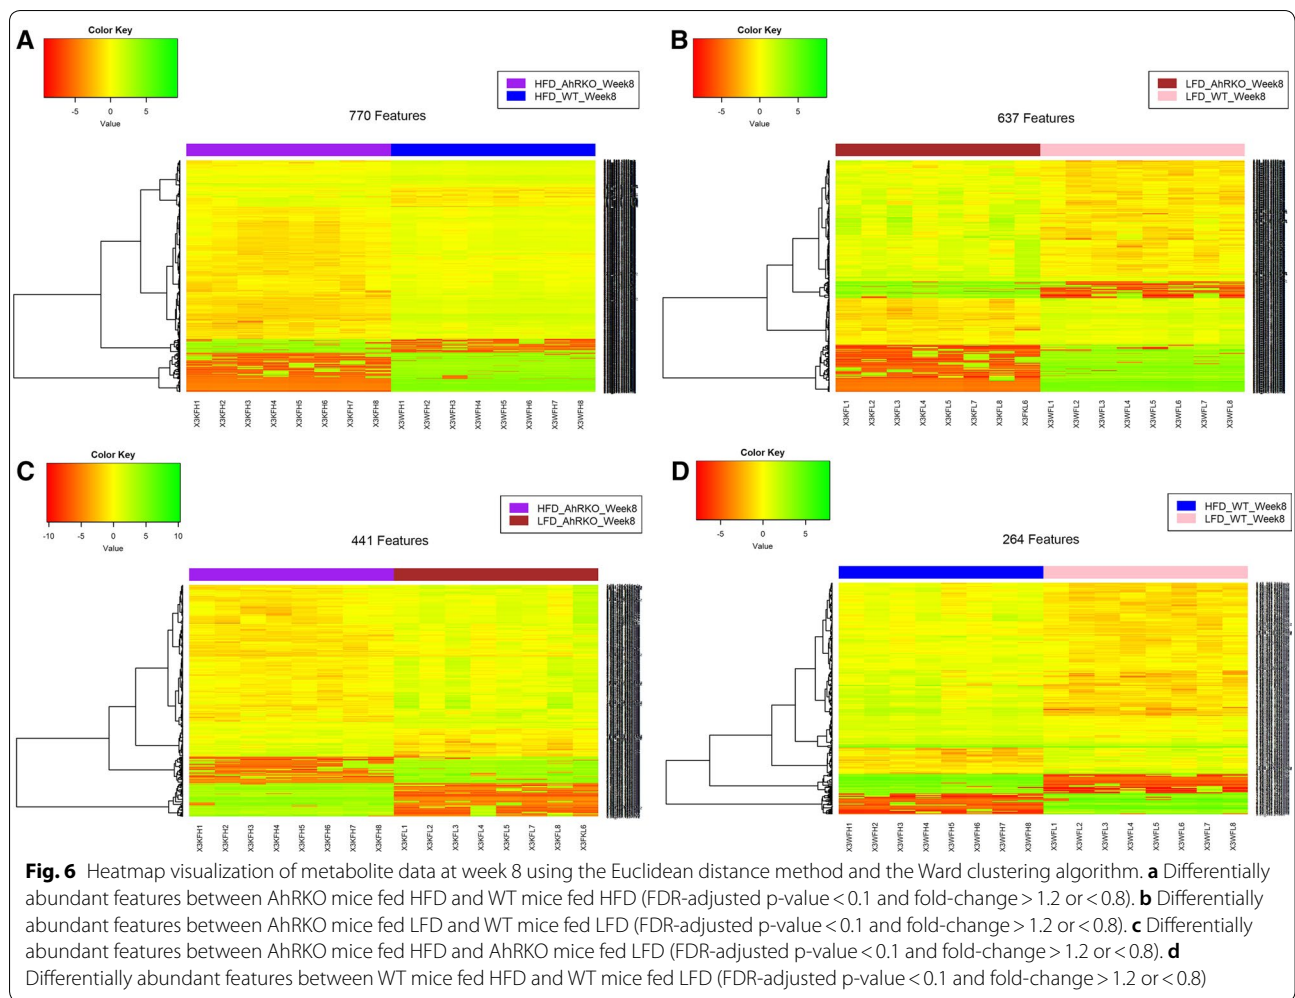 A
Color Key
-5 0 5
Value
HFD_AhRKO_Week8
HFD_WT_Week8
770 Features
X3KFH1 X3KFH2 X3KFH3 X3KFH4 X3KFH5 X3KFH6 X3KFH7 X3KFH8 X3WFH1 X3WFH2 X3WFH3 X3WFH4 X3WFH5 X3WFH6 X3WFH7 X3WFH8
B
Color Key
-5 0 5
Value
LFD_AhRKO_Week8
LFD_WT_Week8
637 Features
X3KFL1 X3KFL2 X3KFL3 X3KFL4 X3KFL5 X3KFL7 X3KFL8 X3FKL6 X3WFL1 X3WFL2 X3WFL3 X3WFL4 X3WFL5 X3WFL6 X3WFL7 X3WFL8
C
Color Key
-10 -5 0 5 10
Value
HFD_AhRKO_Week8
LFD_AhRKO_Week8
441 Features
X3KFH1 X3KFH2 X3KFH3 X3KFH4 X3KFH5 X3KFH6 X3KFH7 X3KFH8 X3KFL1 X3KFL2 X3KFL3 X3KFL4 X3KFL5 X3KFL7 X3KFL8 X3FKL6
D
Color Key
-5 0 5
Value
HFD_WT_Week8
LFD_WT_Week8
264 Features
X3WFH1 X3WFH2 X3WFH3 X3WFH4 X3WFH5 X3WFH6 X3WFH7 X3WFH8 X3WFL1 X3WFL2 X3WFL3 X3WFL4 X3WFL5 X3WFL6 X3WFL7 X3WFL8
Fig. 6 Heatmap visualization of metabolite data at week 8 using the Euclidean distance method and the Ward clustering algorithm. a Differentially
abundant features between AhRKO mice fed HFD and WT mice fed HFD (FDR-adjusted p-value < 0.1 and fold-change > 1.2 or < 0.8). b Differentially
abundant features between AhRKO mice fed LFD and WT mice fed LFD (FDR-adjusted p-value < 0.1 and fold-change > 1.2 or < 0.8). c Differentially
abundant features between AhRKO mice fed HFD and AhRKO mice fed LFD (FDR-adjusted p-value < 0.1 and fold-change > 1.2 or < 0.8). d
Differentially abundant features between WT mice fed HFD and WT mice fed LFD (FDR-adjusted p-value < 0.1 and fold-change > 1.2 or < 0.8)